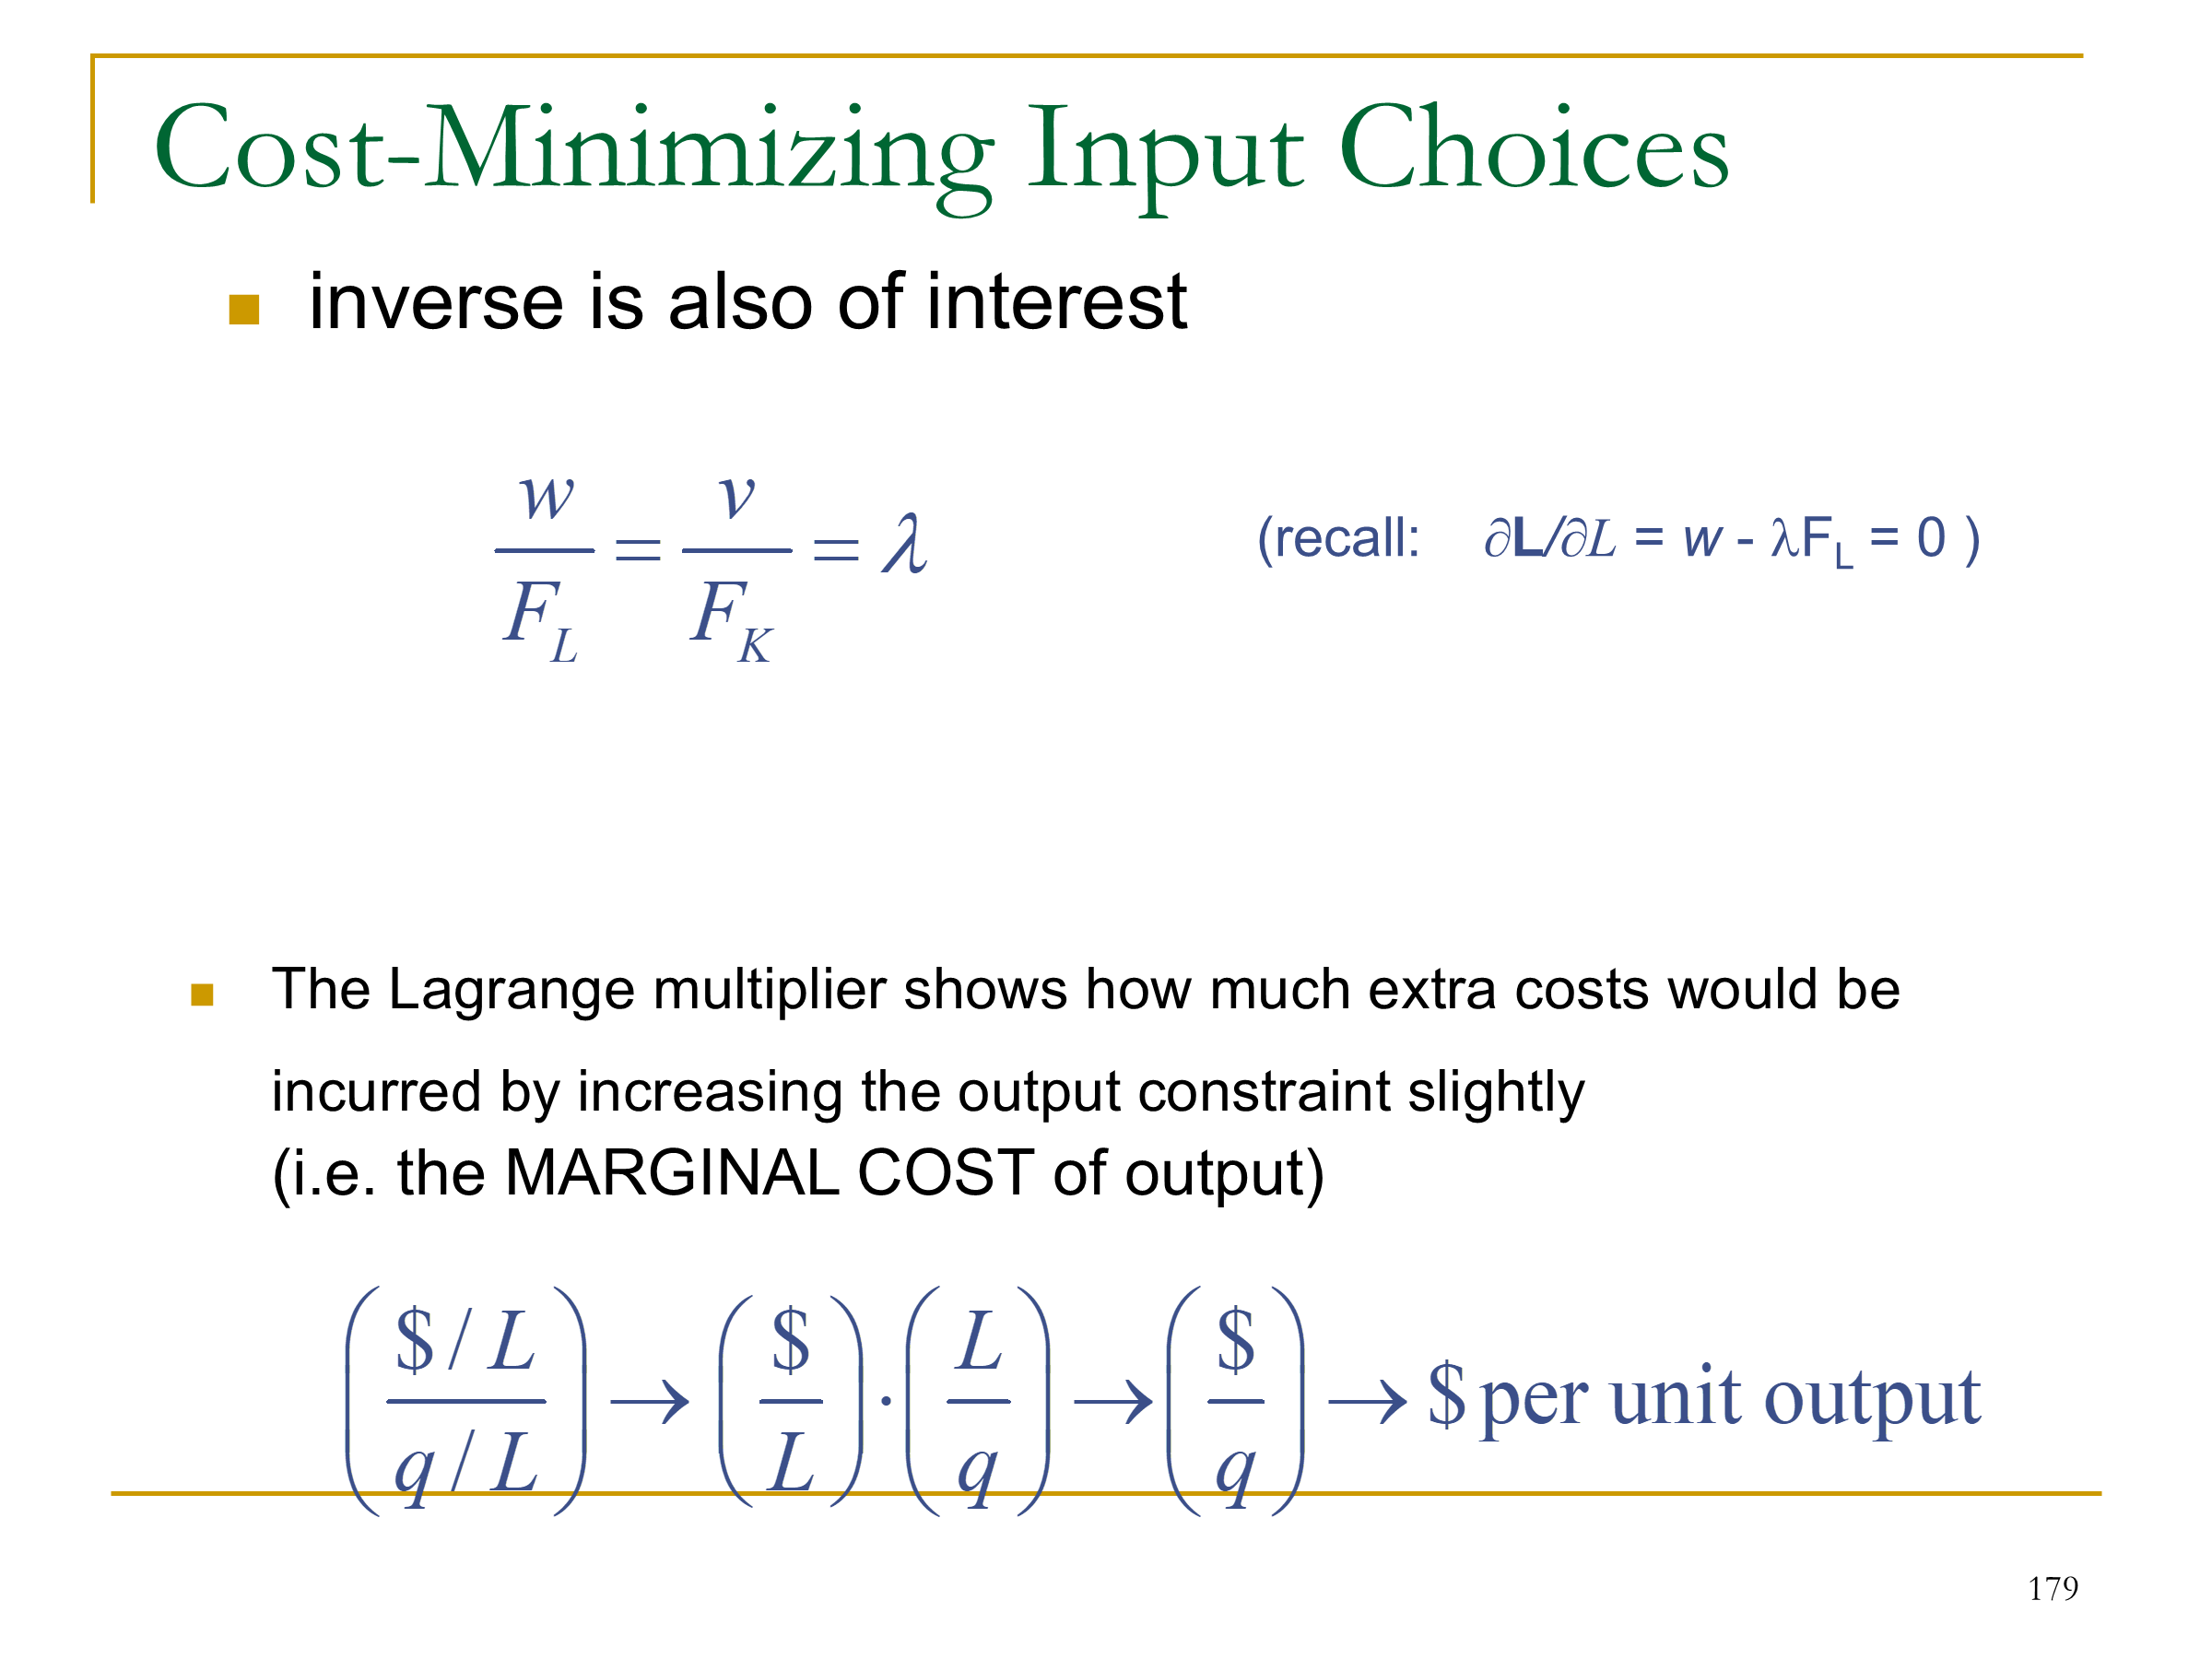 Cost-Minimizing Input Choices
■ inverse is also of interest
w/F_L = v/F_K = λ (recall: ∂L/∂L = w - λF_L = 0 )
■ The Lagrange multiplier shows how much extra costs would be
incurred by increasing the output constraint slightly
(i.e. the MARGINAL COST of output)
(($/L)/(q/L)) → ($/L)·(L/q) → ($/q) → $ per unit output
179